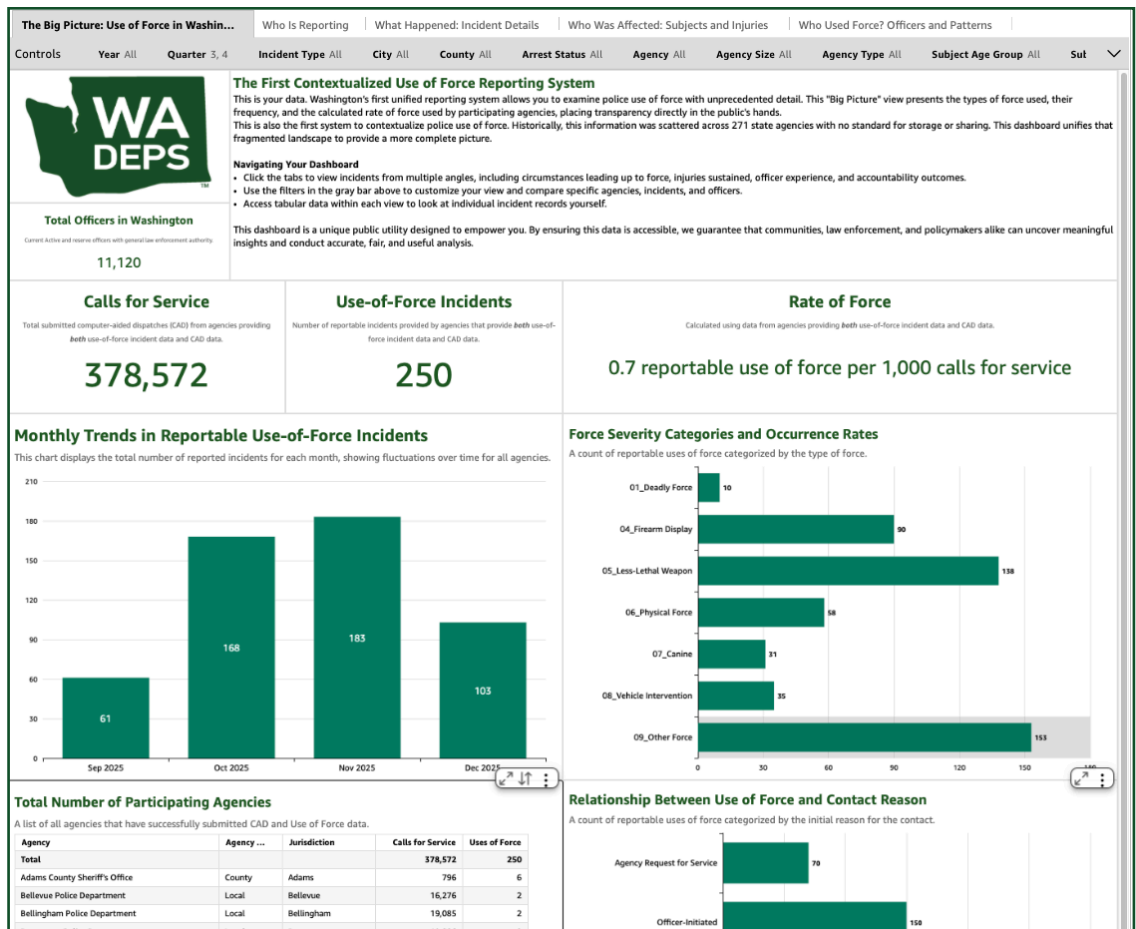 The Big Picture: Use of Force in Washin...
Who Is Reporting
What Happened: Incident Details
Who Was Affected: Subjects and Injuries
Who Used Force? Officers and Patterns
Controls
Year All
Quarter 3, 4
Incident Type All
City All
County All
Arrest Status All
Agency All
Agency Size All
Agency Type All
Subject Age Group All
Sul
WA
DEPS
TM
Total Officers in Washington
Current Active and reserve officers with general law enforcement authority.
11,120
The First Contextualized Use of Force Reporting System
This is your data. Washington's first unified reporting system allows you to examine police use of force with unprecedented detail. This "Big Picture" view presents the types of force used, their
frequency, and the calculated rate of force used by participating agencies, placing transparency directly in the public's hands.
This is also the first system to contextualize police use of force. Historically, this information was scattered across 271 state agencies with no standard for storage or sharing. This dashboard unifies that
fragmented landscape to provide a more complete picture.
Navigating Your Dashboard
• Click the tabs to view incidents from multiple angles, including circumstances leading up to force, injuries sustained, officer experience, and accountability outcomes.
• Use the filters in the gray bar above to customize your view and compare specific agencies, incidents, and officers.
• Access tabular data within each view to look at individual incident records yourself.
This dashboard is a unique public utility designed to empower you. By ensuring this data is accessible, we guarantee that communities, law enforcement, and policymakers alike can uncover meaningful
insights and conduct accurate, fair, and useful analysis.
Calls for Service
Total submitted computer-aided dispatches (CAD) from agencies providing
both use-of-force incident data and CAD data.
378,572
Use-of-Force Incidents
Number of reportable incidents provided by agencies that provide both use-of-
force incident data and CAD data.
250
Rate of Force
Calculated using data from agencies providing both use-of-force incident data and CAD data.
0.7 reportable use of force per 1,000 calls for service
Monthly Trends in Reportable Use-of-Force Incidents
This chart displays the total number of reported incidents for each month, showing fluctuations over time for all agencies.
210
180
150
120
90
60
30
0
61
168
183
103
Sep 2025
Oct 2025
Nov 2025
Dec 2025
Force Severity Categories and Occurrence Rates
A count of reportable uses of force categorized by the type of force.
01_Deadly Force 10
04_Firearm Display 90
05_Less-Lethal Weapon 138
06_Physical Force 58
07_Canine 31
08_Vehicle Intervention 35
09_Other Force 153
0 30 60 90 120 150 180
Total Number of Participating Agencies
A list of all agencies that have successfully submitted CAD and Use of Force data.
Agency Agency ... Jurisdiction Calls for Service Uses of Force
Total 378,572 250
Adams County Sheriff's Office County Adams 796 6
Bellevue Police Department Local Bellevue 16,276 2
Bellingham Police Department Local Bellingham 19,085 2
Relationship Between Use of Force and Contact Reason
A count of reportable uses of force categorized by the initial reason for the contact.
Agency Request for Service 70
Officer-Initiated 150